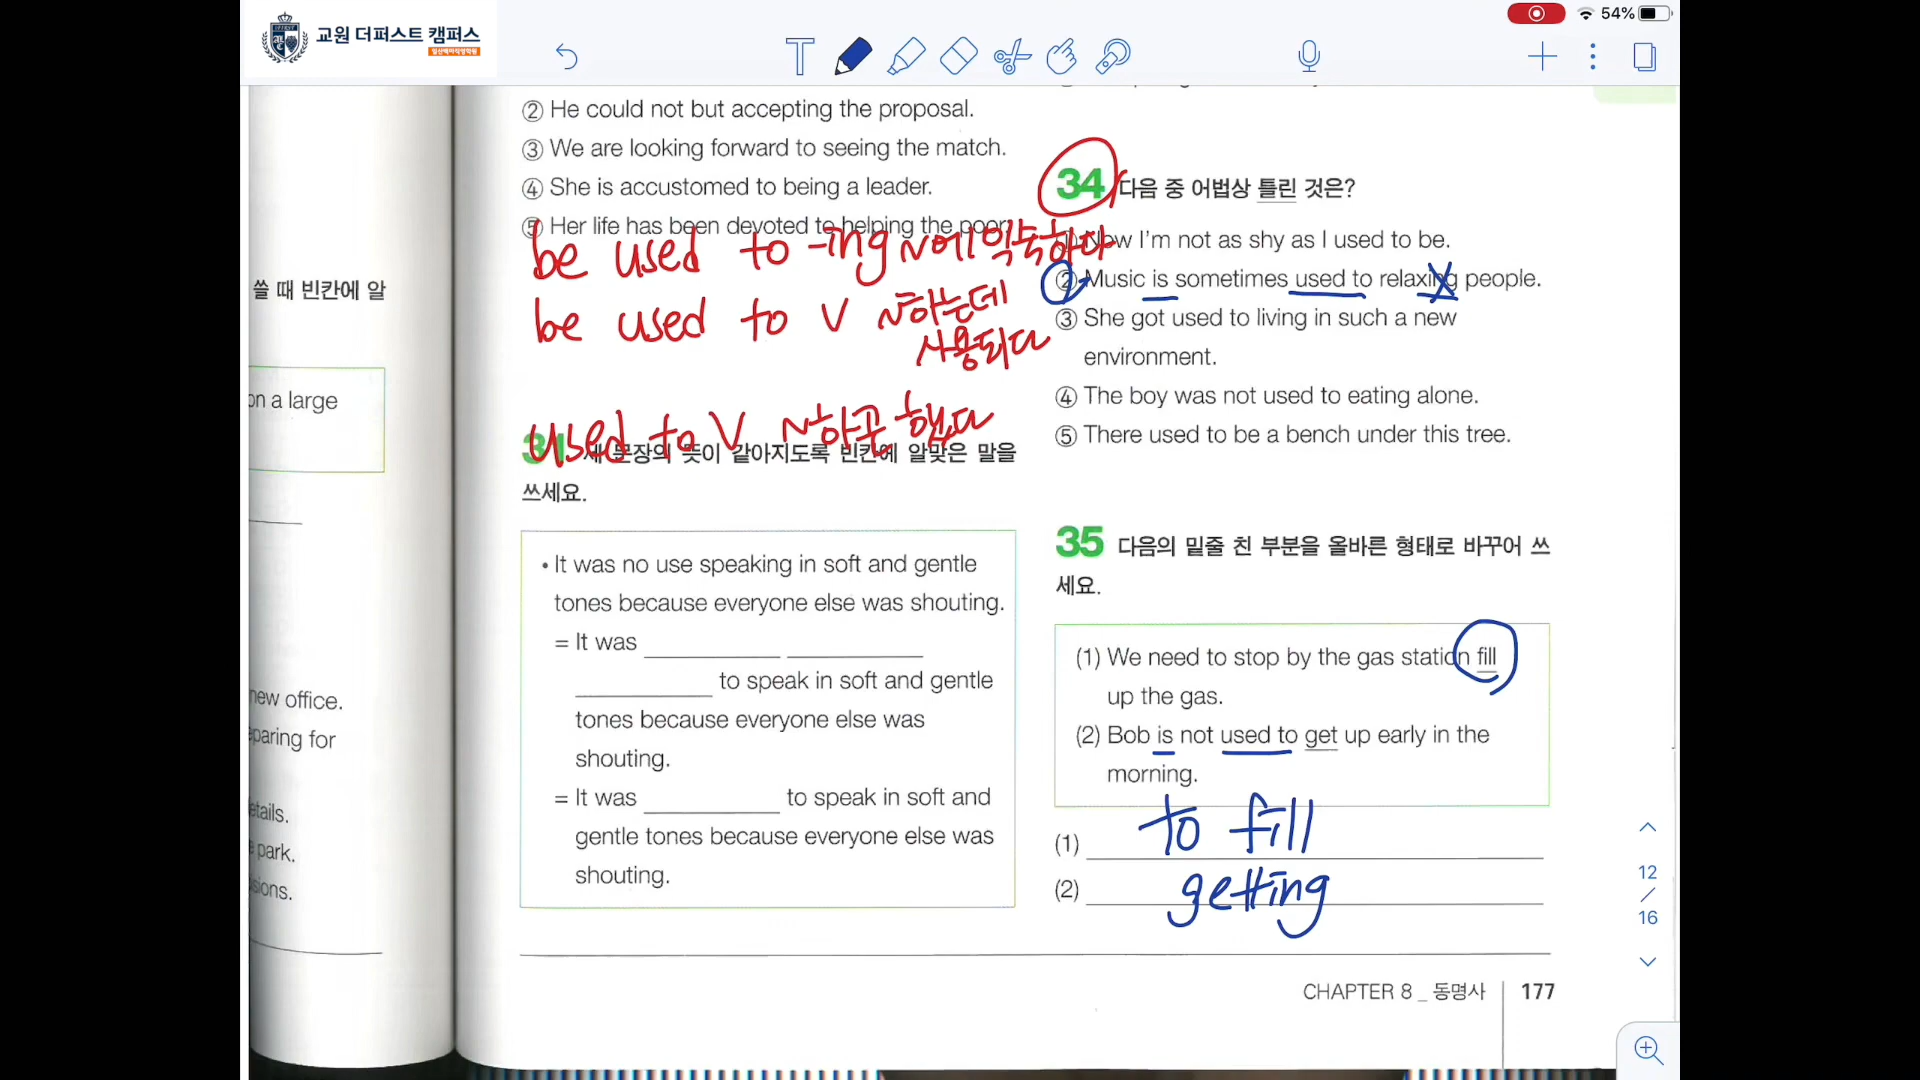 교원 더퍼스트 캠퍼스
54%
② He could not but accepting the proposal.
③ We are looking forward to seeing the match.
④ She is accustomed to being a leader.
⑤ Her life has been devoted to helping the poor.
be used to -ing ~에 익숙하다
be used to V ~하는데
사용되다
used to V ~하곤 했다
31 세 문장의 뜻이 같아지도록 빈칸에 알맞은 말을
쓰세요.
• It was no use speaking in soft and gentle
tones because everyone else was shouting.
= It was
to speak in soft and gentle
tones because everyone else was
shouting.
= It was to speak in soft and
gentle tones because everyone else was
shouting.
쓸 때 빈칸에 알
on a large
new office.
eparing for
etails.
park.
sions.
34 다음 중 어법상 틀린 것은?
① Now I'm not as shy as I used to be.
② Music is sometimes used to relaxing people.
③ She got used to living in such a new
environment.
④ The boy was not used to eating alone.
⑤ There used to be a bench under this tree.
35 다음의 밑줄 친 부분을 올바른 형태로 바꾸어 쓰
세요.
(1) We need to stop by the gas station fill
up the gas.
(2) Bob is not used to get up early in the
morning.
(1) to fill
(2) getting
CHAPTER 8 _ 동명사 177
12
/
16